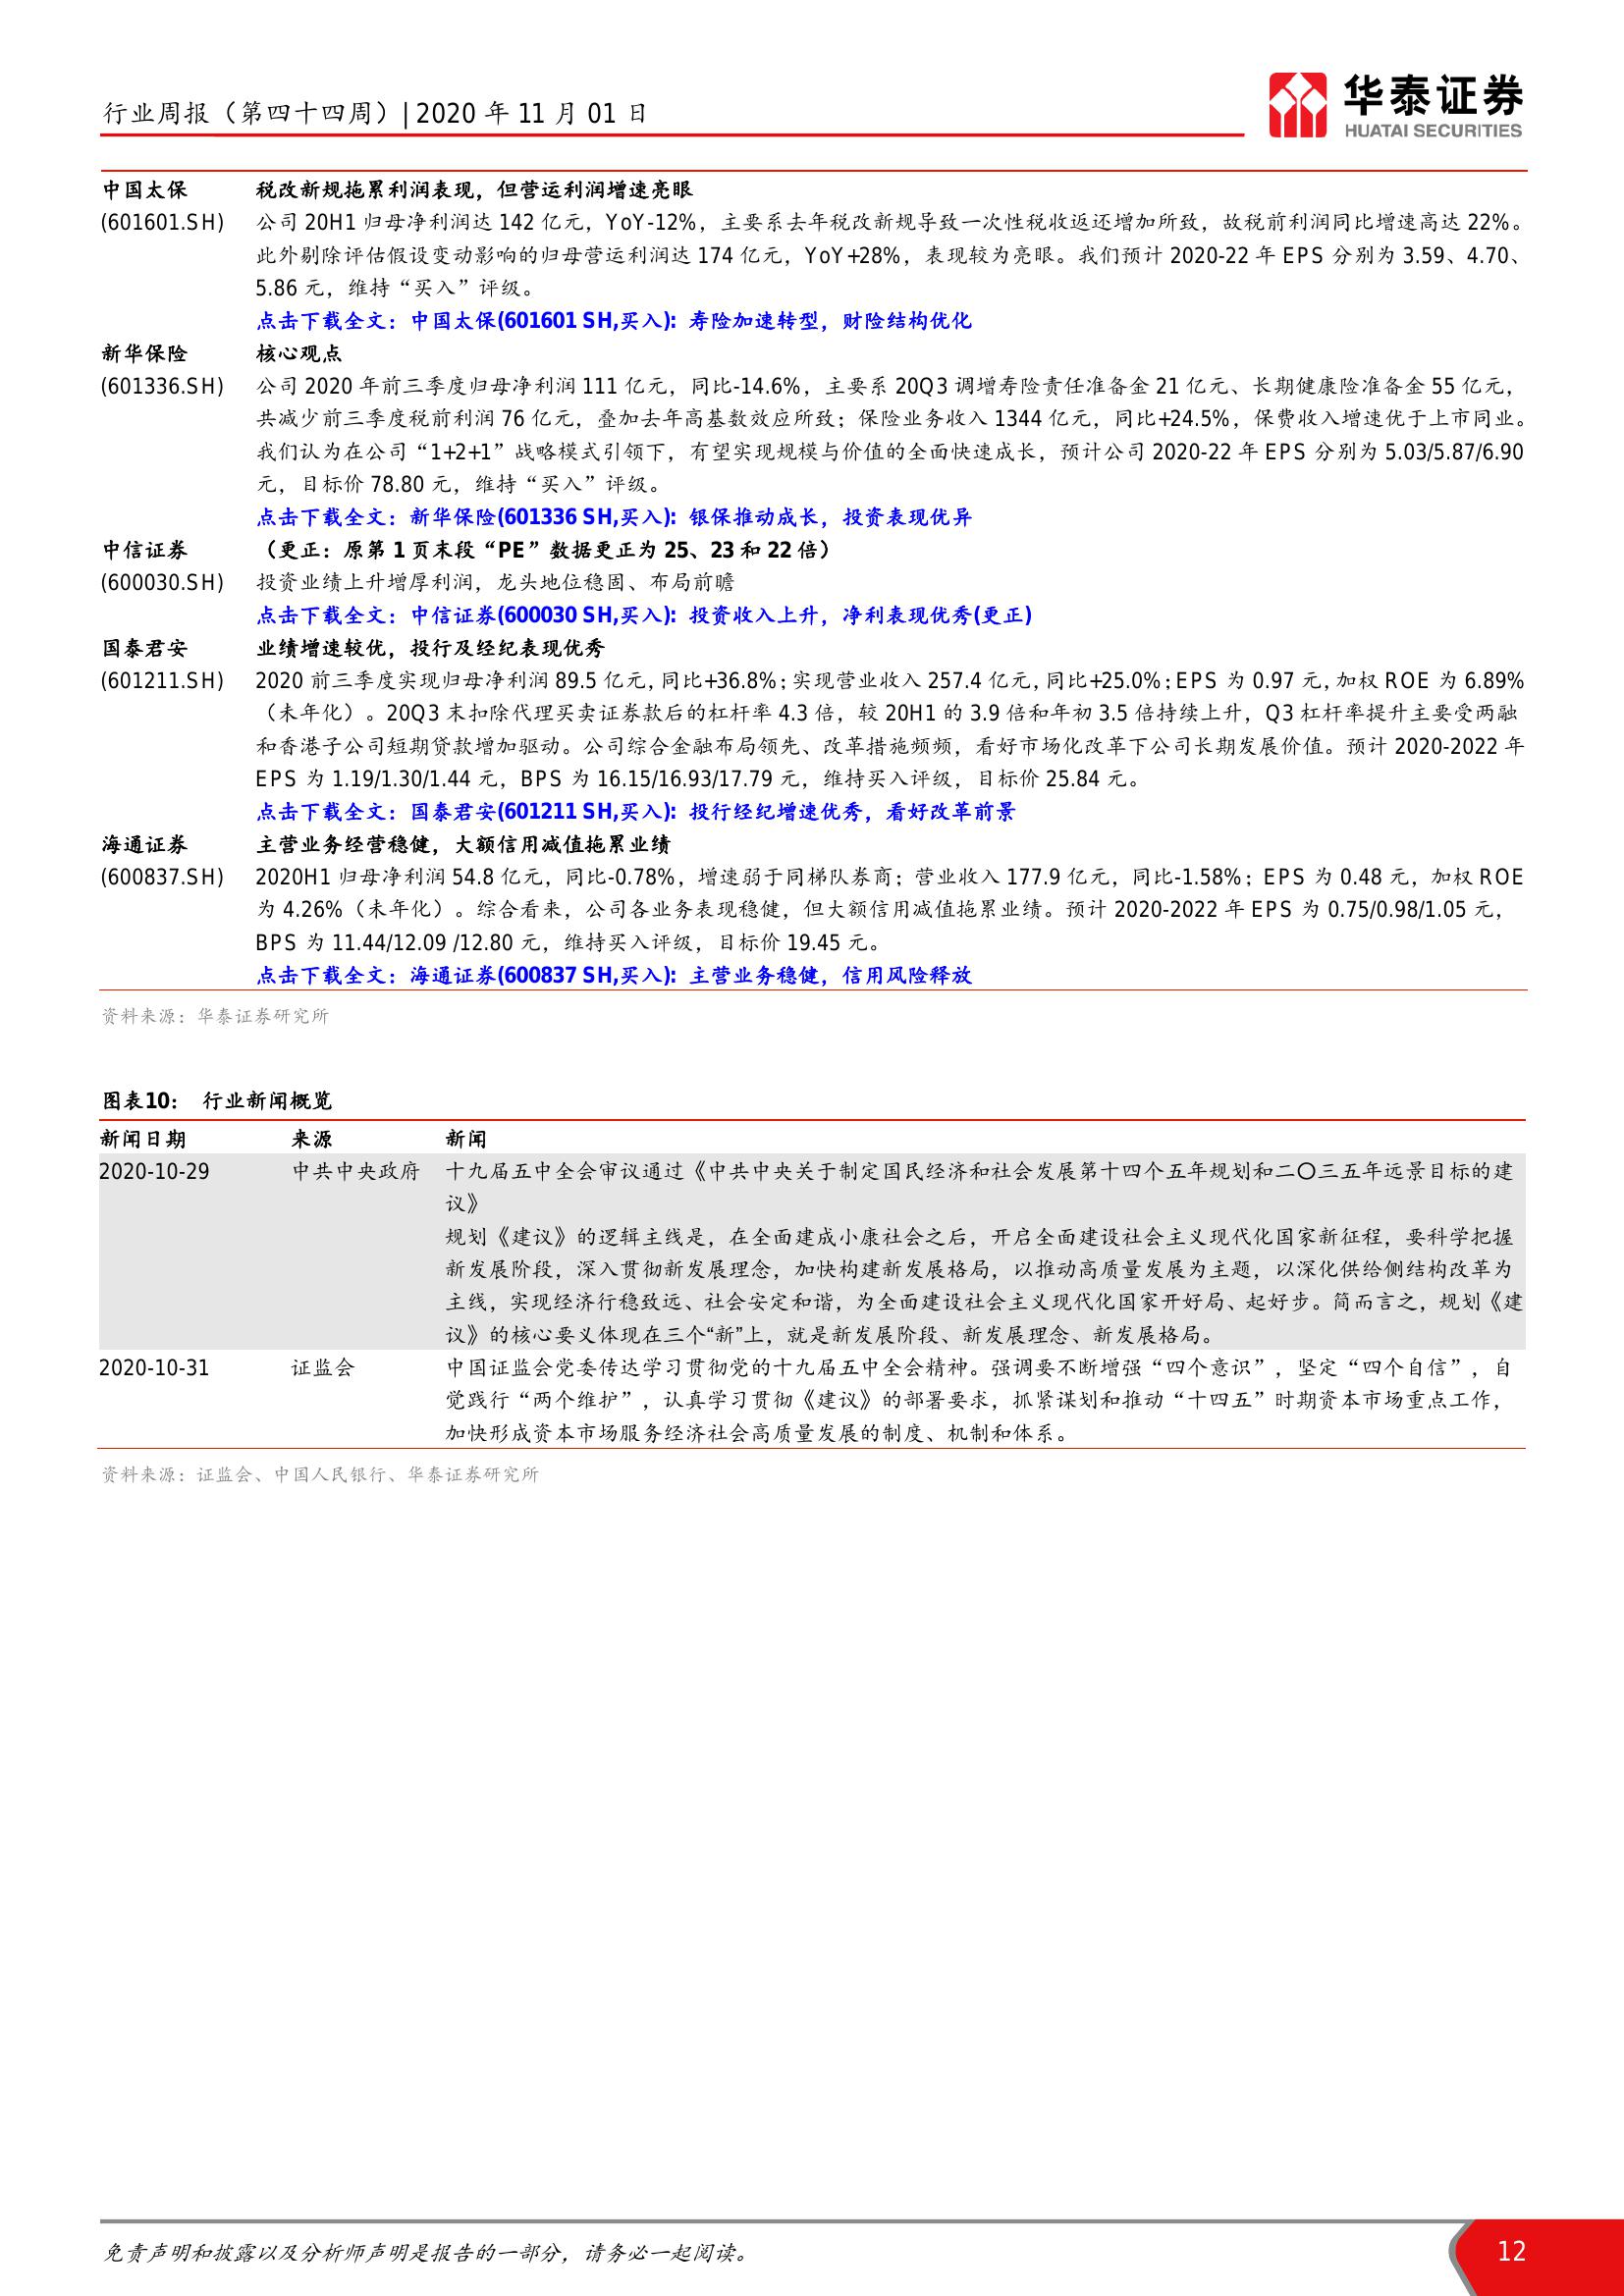 行业周报（第四十四周）| 2020 年 11 月 01 日
华泰证券
HUATAI SECURITIES
中国太保 税改新规拖累利润表现，但营运利润增速亮眼
(601601.SH) 公司 20H1 归母净利润达 142 亿元，YoY-12%，主要系去年税改新规导致一次性税收返还增加所致，故税前利润同比增速高达 22%。
此外剔除评估假设变动影响的归母营运利润达 174 亿元，YoY+28%，表现较为亮眼。我们预计 2020-22 年 EPS 分别为 3.59、4.70、
5.86 元，维持“买入”评级。
点击下载全文：中国太保(601601 SH,买入): 寿险加速转型，财险结构优化
新华保险 核心观点
(601336.SH) 公司 2020 年前三季度归母净利润 111 亿元，同比-14.6%，主要系 20Q3 调增寿险责任准备金 21 亿元、长期健康险准备金 55 亿元，
共减少前三季度税前利润 76 亿元，叠加去年高基数效应所致；保险业务收入 1344 亿元，同比+24.5%，保费收入增速优于上市同业。
我们认为在公司“1+2+1”战略模式引领下，有望实现规模与价值的全面快速成长，预计公司 2020-22 年 EPS 分别为 5.03/5.87/6.90
元，目标价 78.80 元，维持“买入”评级。
点击下载全文：新华保险(601336 SH,买入): 银保推动成长，投资表现优异
中信证券 （更正：原第 1 页末段“PE”数据更正为 25、23 和 22 倍）
(600030.SH) 投资业绩上升增厚利润，龙头地位稳固、布局前瞻
点击下载全文：中信证券(600030 SH,买入): 投资收入上升，净利表现优秀(更正)
国泰君安 业绩增速较优，投行及经纪表现优秀
(601211.SH) 2020 前三季度实现归母净利润 89.5 亿元,同比+36.8%;实现营业收入 257.4 亿元,同比+25.0%;EPS 为 0.97 元,加权 ROE 为 6.89%
（未年化）。20Q3 末扣除代理买卖证券款后的杠杆率 4.3 倍，较 20H1 的 3.9 倍和年初 3.5 倍持续上升，Q3 杠杆率提升主要受两融
和香港子公司短期贷款增加驱动。公司综合金融布局领先、改革措施频频，看好市场化改革下公司长期发展价值。预计 2020-2022 年
EPS 为 1.19/1.30/1.44 元，BPS 为 16.15/16.93/17.79 元，维持买入评级，目标价 25.84 元。
点击下载全文：国泰君安(601211 SH,买入): 投行经纪增速优秀，看好改革前景
海通证券 主营业务经营稳健，大额信用减值拖累业绩
(600837.SH) 2020H1 归母净利润 54.8 亿元，同比-0.78%，增速弱于同梯队券商；营业收入 177.9 亿元，同比-1.58%；EPS 为 0.48 元，加权 ROE
为 4.26%（未年化）。综合看来，公司各业务表现稳健，但大额信用减值拖累业绩。预计 2020-2022 年 EPS 为 0.75/0.98/1.05 元，
BPS 为 11.44/12.09 /12.80 元，维持买入评级，目标价 19.45 元。
点击下载全文：海通证券(600837 SH,买入): 主营业务稳健，信用风险释放
资料来源：华泰证券研究所
图表10： 行业新闻概览
新闻日期 来源 新闻
2020-10-29 中共中央政府 十九届五中全会审议通过《中共中央关于制定国民经济和社会发展第十四个五年规划和二〇三五年远景目标的建
议》
规划《建议》的逻辑主线是，在全面建成小康社会之后，开启全面建设社会主义现代化国家新征程，要科学把握
新发展阶段，深入贯彻新发展理念，加快构建新发展格局，以推动高质量发展为主题，以深化供给侧结构改革为
主线，实现经济行稳致远、社会安定和谐，为全面建设社会主义现代化国家开好局、起好步。简而言之，规划《建
议》的核心要义体现在三个“新”上，就是新发展阶段、新发展理念、新发展格局。
2020-10-31 证监会 中国证监会党委传达学习贯彻党的十九届五中全会精神。强调要不断增强“四个意识”，坚定“四个自信”，自
觉践行“两个维护”，认真学习贯彻《建议》的部署要求，抓紧谋划和推动“十四五”时期资本市场重点工作，
加快形成资本市场服务经济社会高质量发展的制度、机制和体系。
资料来源：证监会、中国人民银行、华泰证券研究所
免责声明和披露以及分析师声明是报告的一部分，请务必一起阅读。
12